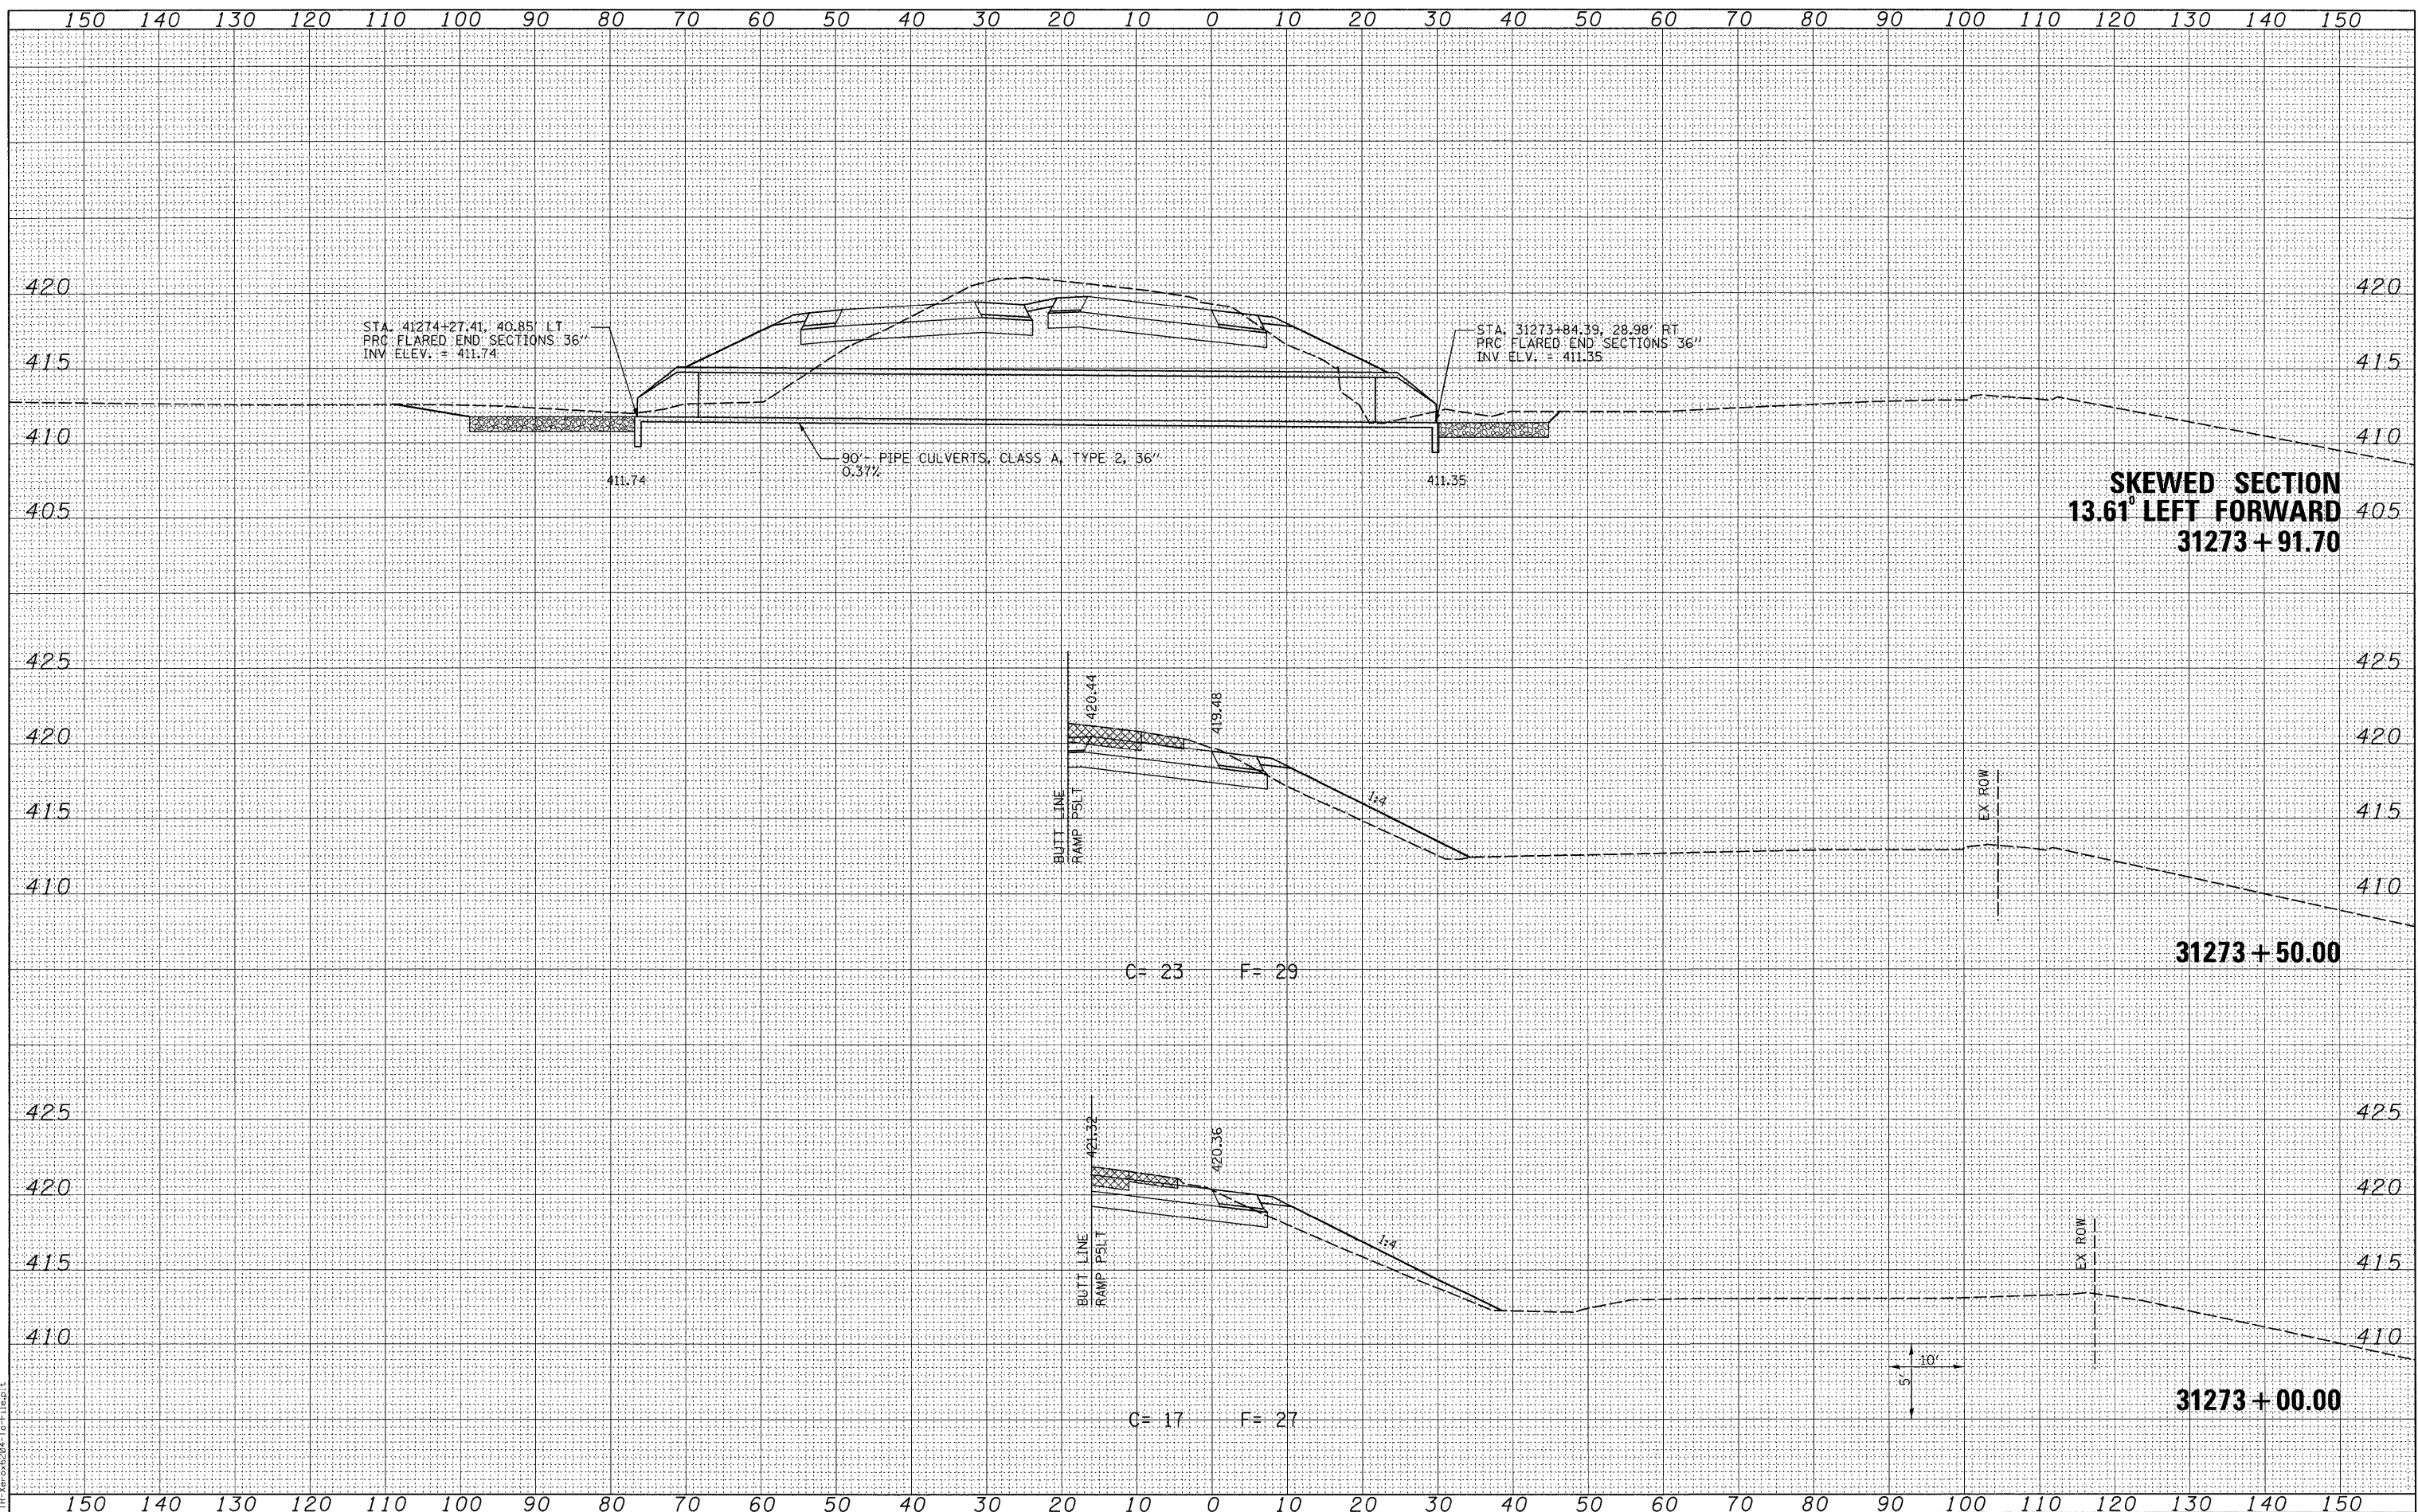 150 140 130 120 110 100 90 80 70 60 50 40 30 20 10 0 10 20 30 40 50 60 70 80 90 100 110 120 130 140 150
420 420
STA. 41274+27.41, 40.85' LT
PRC FLARED END SECTIONS 36"
INV ELEV. = 411.74
STA. 31273+84.39, 28.98' RT
PRC FLARED END SECTIONS 36"
INV ELV. = 411.35
415 415
410 410
90'- PIPE CULVERTS, CLASS A, TYPE 2, 36"
0.37%
411.74 411.35
SKEWED SECTION
13.61° LEFT FORWARD
31273+91.70
405 405
425 425
420.44
419.48
420 420
BUTT LINE
RAMP P5LT
1:4
EX ROW
415 415
410 410
31273+50.00
C= 23 F= 29
425 425
421.32
420.36
420 420
BUTT LINE
RAMP P5LT
1:4
EX ROW
415 415
410 410
10'
5'
31273+00.00
C= 17 F= 27
150 140 130 120 110 100 90 80 70 60 50 40 30 20 10 0 10 20 30 40 50 60 70 80 90 100 110 120 130 140 150